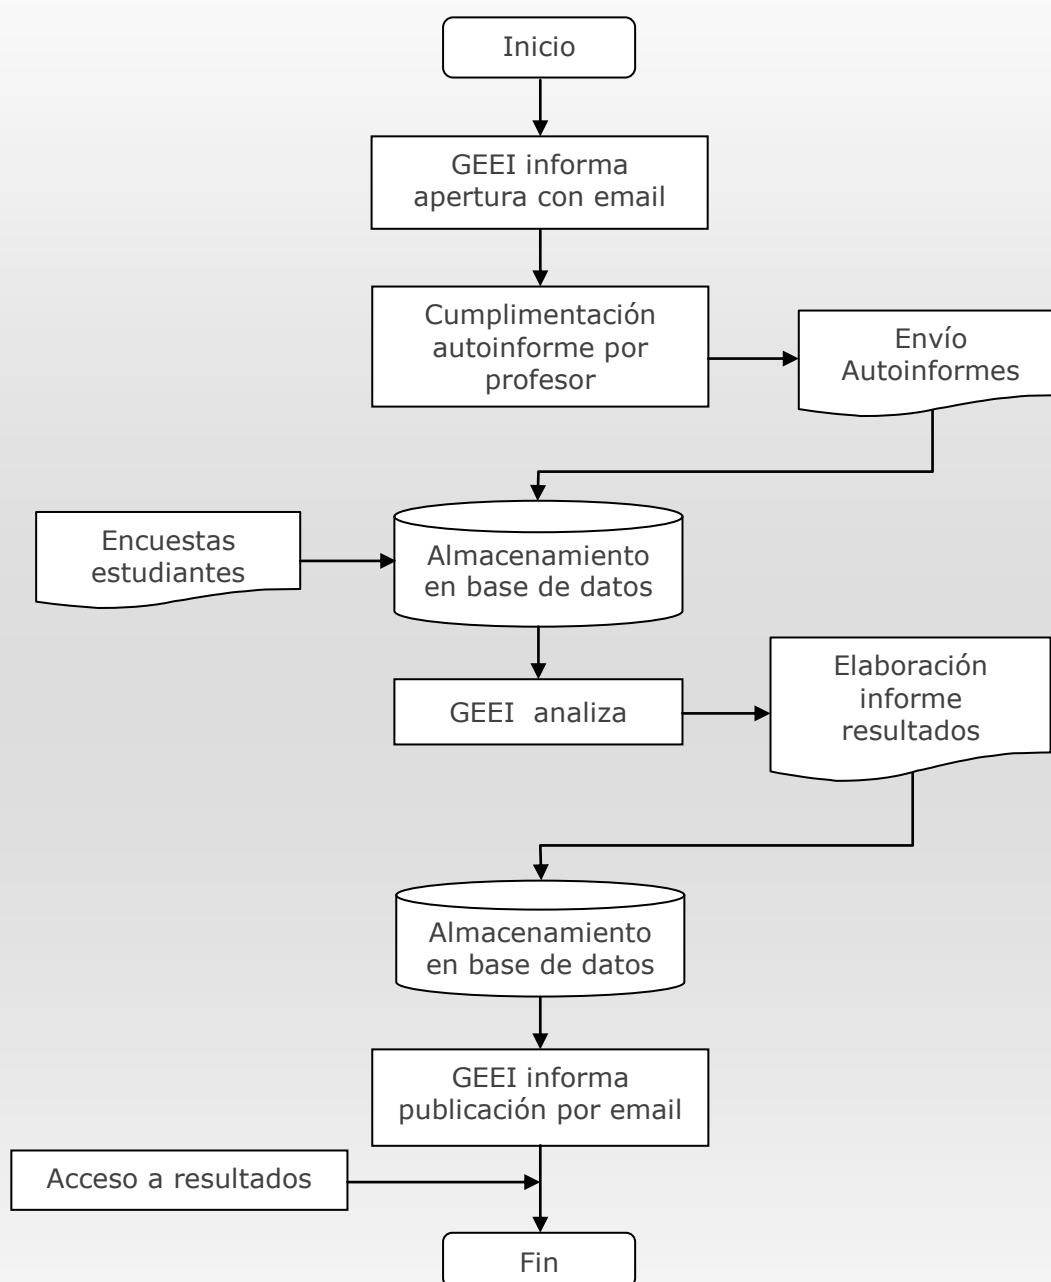 Inicio
GEEI informa
apertura con email
Cumplimentación
autoinforme por
profesor
Envío
Autoinformes
Encuestas
estudiantes
Almacenamiento
en base de datos
GEEI analiza
Elaboración
informe
resultados
Almacenamiento
en base de datos
GEEI informa
publicación por email
Acceso a resultados
Fin